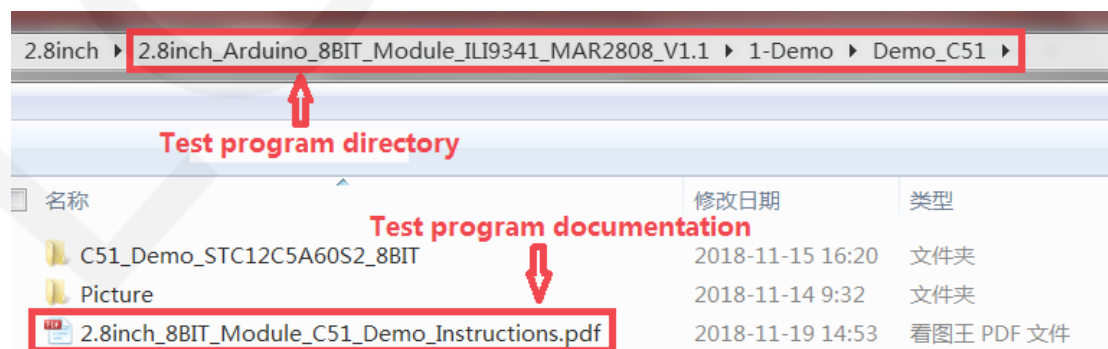 2.8inch ▸ 2.8inch_Arduino_8BIT_Module_ILI9341_MAR2808_V1.1 ▸ 1-Demo ▸ Demo_C51 ▸
Test program directory
名称 修改日期 类型
Test program documentation
C51_Demo_STC12C5A60S2_8BIT 2018-11-15 16:20 文件夹
Picture 2018-11-14 9:32 文件夹
2.8inch_8BIT_Module_C51_Demo_Instructions.pdf 2018-11-19 14:53 看图王 PDF 文件